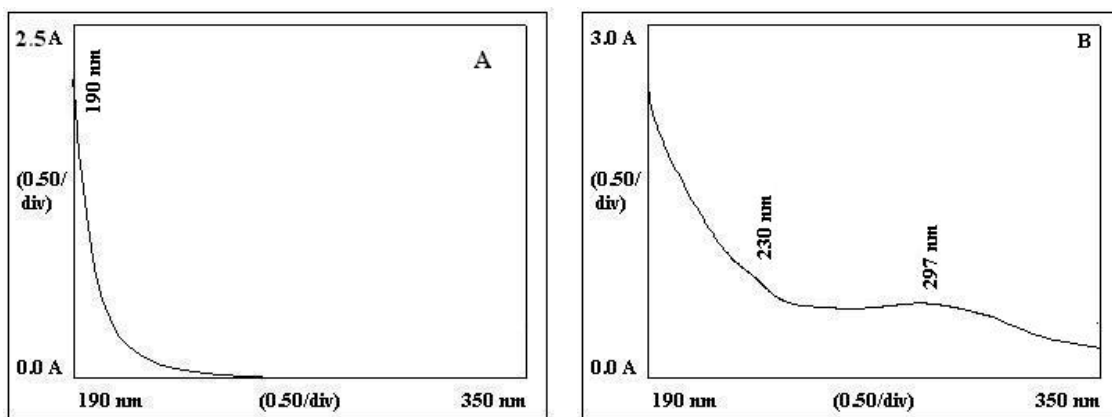 2.5A
A
190 nm
(0.50/
div)
0.0 A
190 nm
(0.50/div)
350 nm
3.0 A
B
(0.50/
div)
230 nm
297 nm
0.0 A
190 nm
(0.50/div)
350 nm